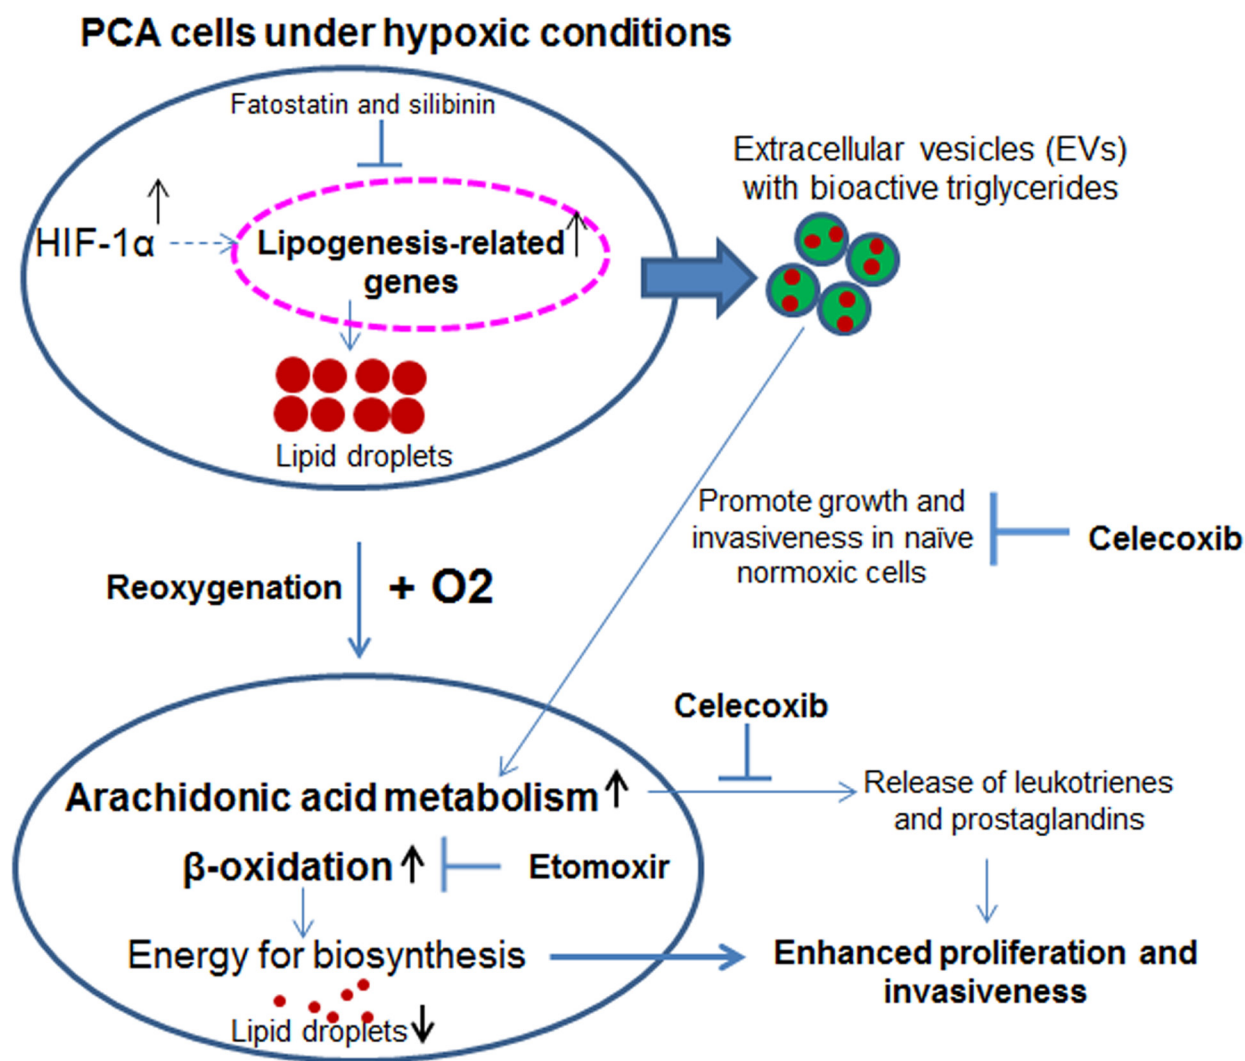 PCA cells under hypoxic conditions
Fatostatin and silibinin
HIF-1α
Lipogenesis-related
genes
Lipid droplets
Extracellular vesicles (EVs)
with bioactive triglycerides
Promote growth and
invasiveness in naïve
normoxic cells
Celecoxib
Reoxygenation
+ O2
Celecoxib
Arachidonic acid metabolism
Release of leukotrienes
and prostaglandins
β-oxidation
Etomoxir
Energy for biosynthesis
Enhanced proliferation and
invasiveness
Lipid droplets